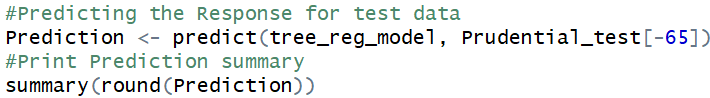 #Predicting the Response for test data
Prediction <- predict(tree_reg_model, Prudential_test[-65])
#Print Prediction summary
summary(round(Prediction))